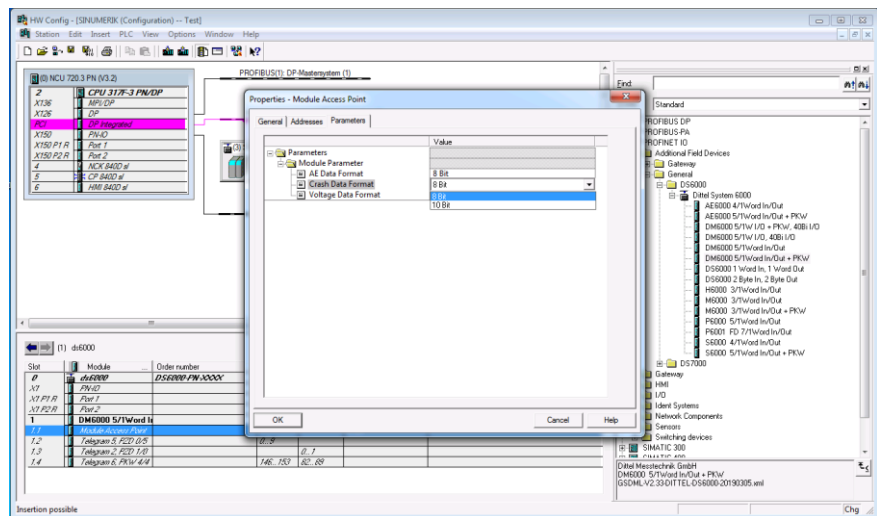 HW Config - [SINUMERIK (Configuration) -- Test]
Station Edit Insert PLC View Options Window Help
PROFIBUS(1): DP-Mastersystem (1)
(0) NCU 720.3 PN (V3.2)
2 CPU 317F-3 PN/DP
X136 MPI/DP
X126 DP
PCI DP Integrated
X150 PN-IO
X150 P1 R Port 1
X150 P2 R Port 2
4 NCK 840D sl
5 CP 840D sl
6 HMI 840D sl
(3)
Properties - Module Access Point
General Addresses Parameters
Value
Parameters
Module Parameter
AE Data Format 8 Bit
Crash Data Format 8 Bit
Voltage Data Format 8 Bit
10 Bit
OK Cancel Help
Find:
Standard
PROFIBUS DP
PROFIBUS-PA
PROFINET IO
Additional Field Devices
Gateway
General
DS6000
Dittel System 6000
AE6000 4/1Word In/Out
AE6000 5/1Word In/Out + PKW
DM6000 5/1W I/O + PKW, 40Bi I/O
DM6000 5/1W I/O, 40Bi I/O
DM6000 5/1Word In/Out
DM6000 5/1Word In/Out + PKW
DS6000 1 Word In, 1 Word Out
DS6000 2 Byte In, 2 Byte Out
H6000 3/1Word In/Out
M6000 3/1Word In/Out
M6000 3/1Word In/Out + PKW
P6000 5/1Word In/Out
P6001 FD 7/1Word In/Out
S6000 4/1Word In/Out
S6000 5/1Word In/Out + PKW
DS7000
Gateway
HMI
I/O
Ident Systems
Network Components
Sensors
Switching devices
SIMATIC 300
SIMATIC 400
(1) ds6000
Slot Module ... Order number
0 ds6000 DS6000-PN-XXXX
X1 PN-IO
X1 P1 R Port 1
X1 P2 R Port 2
1 DM6000 5/1Word In
1.1 Module Access Point
1.2 Telegram 5, PZD 0/5 0...9
1.3 Telegram 2, PZD 1/0 0...1
1.4 Telegram 6, PKW 4/4 146...153 82...89
Dittel Messtechnik GmbH
DM6000 5/1Word In/Out + PKW
GSDML-V2.33-DITTEL-DS6000-20190305.xml
Insertion possible
Chg